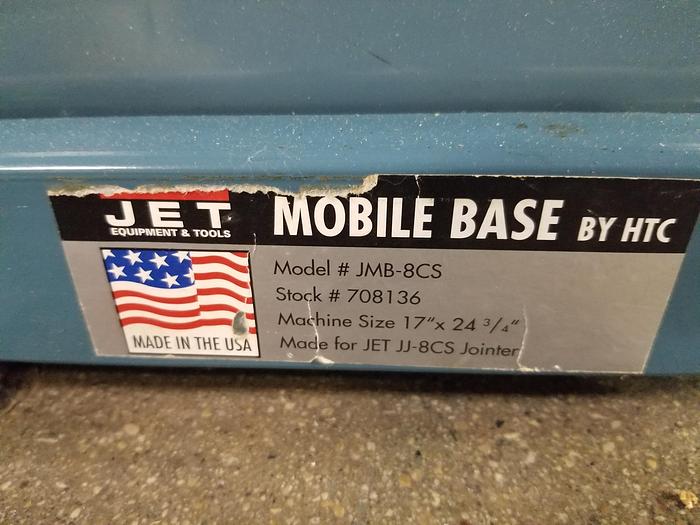 JET
EQUIPMENT & TOOLS
MOBILE BASE BY HTC
MADE IN THE USA
Model # JMB-8CS
Stock # 708136
Machine Size 17"x 24 3/4"
Made for JET JJ-8CS Jointer